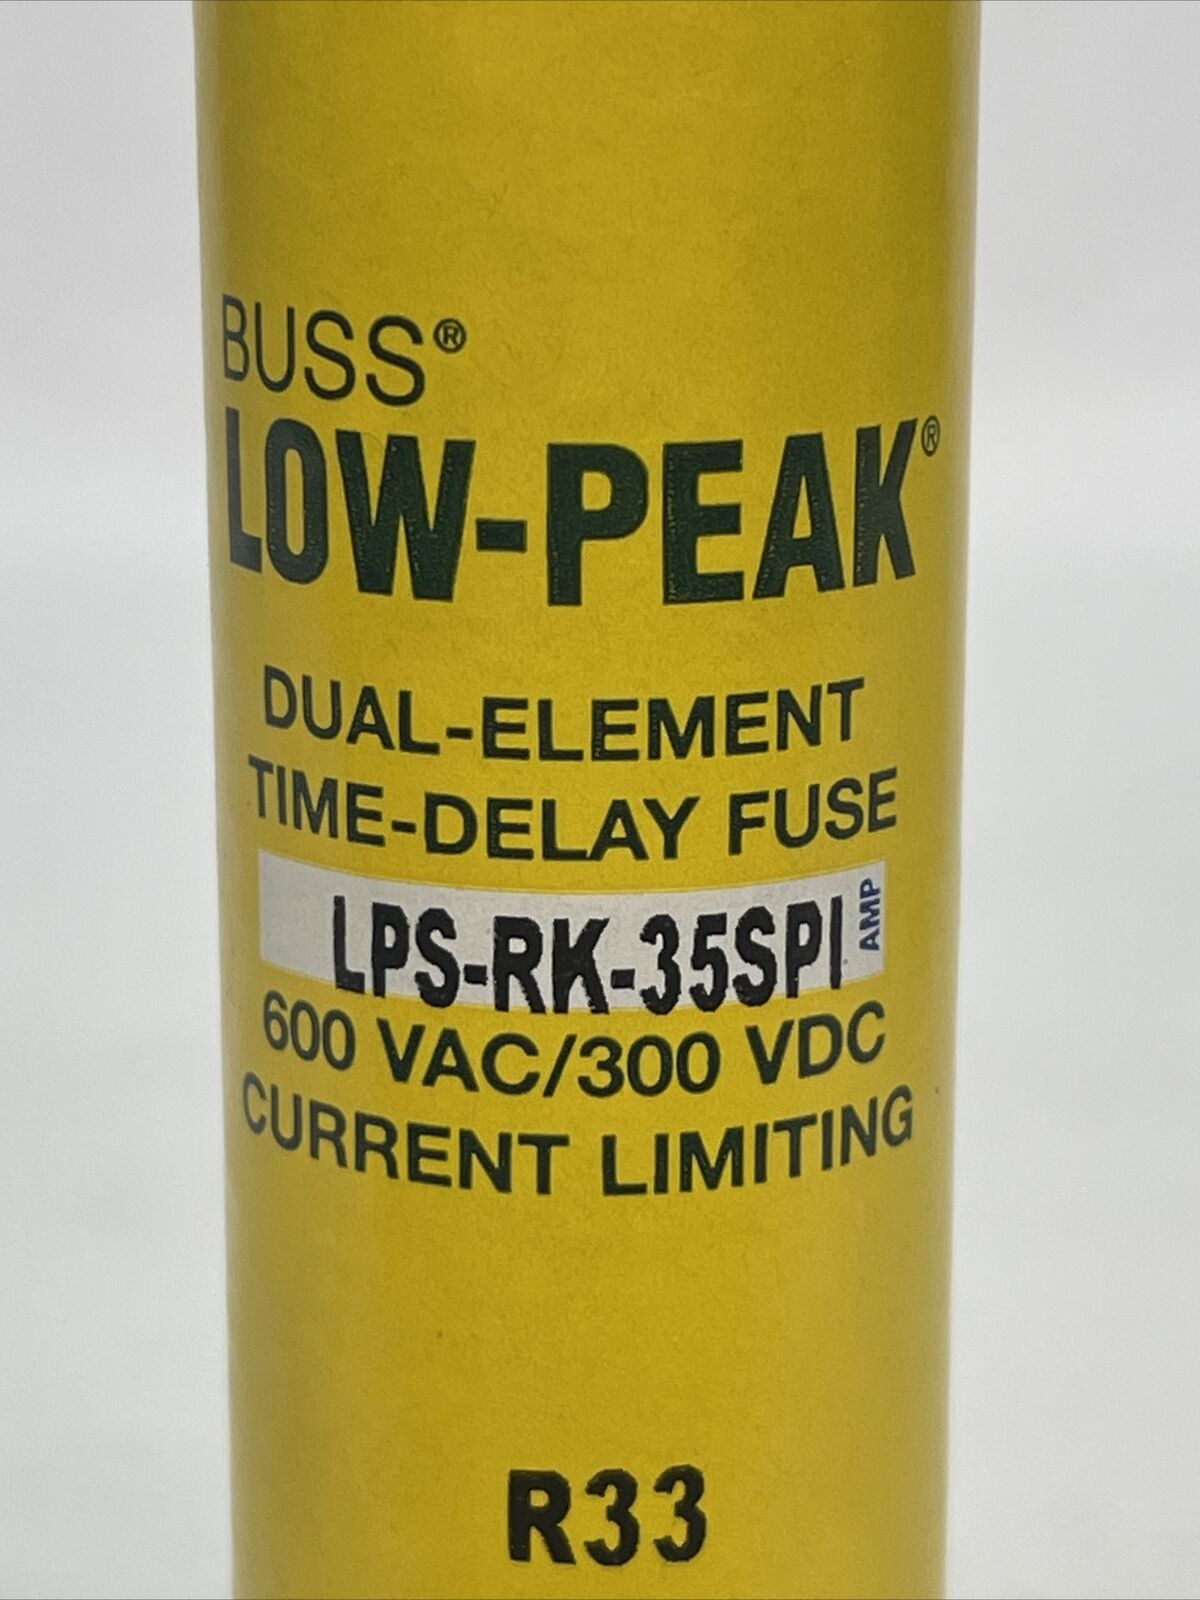 BUSS®
LOW-PEAK®
DUAL-ELEMENT
TIME-DELAY FUSE
LPS-RK-35SPI AMP
600 VAC/300 VDC
CURRENT LIMITING
R33